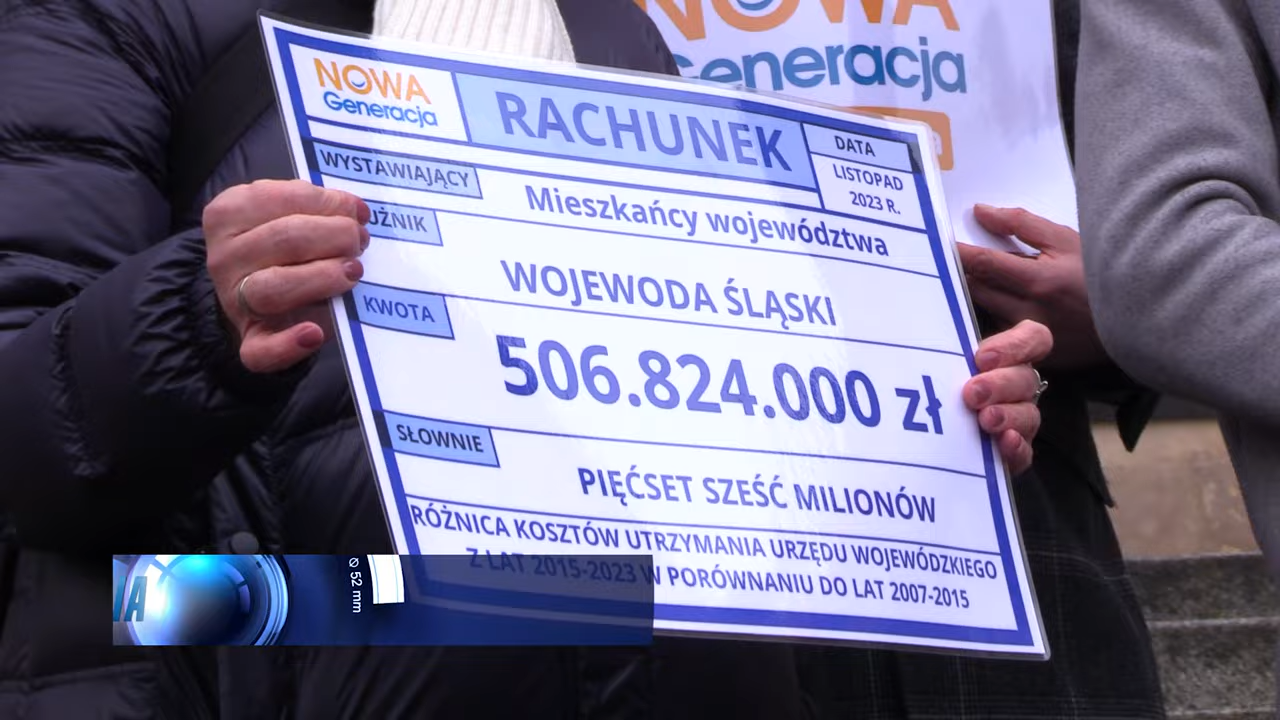 NOWA
Generacja
NOWA
Generacja
RACHUNEK
DATA
LISTOPAD
2023 R.
WYSTAWIAJĄCY
Mieszkańcy województwa
WOJEWODA ŚLĄSKI
KWOTA
506.824.000 zł
SŁOWNIE
PIĘĆSET SZEŚĆ MILIONÓW
RÓŻNICA KOSZTÓW UTRZYMANIA URZĘDU WOJEWÓDZKIEGO
Z LAT 2015-2023 W PORÓWNANIU DO LAT 2007-2015
52 mm